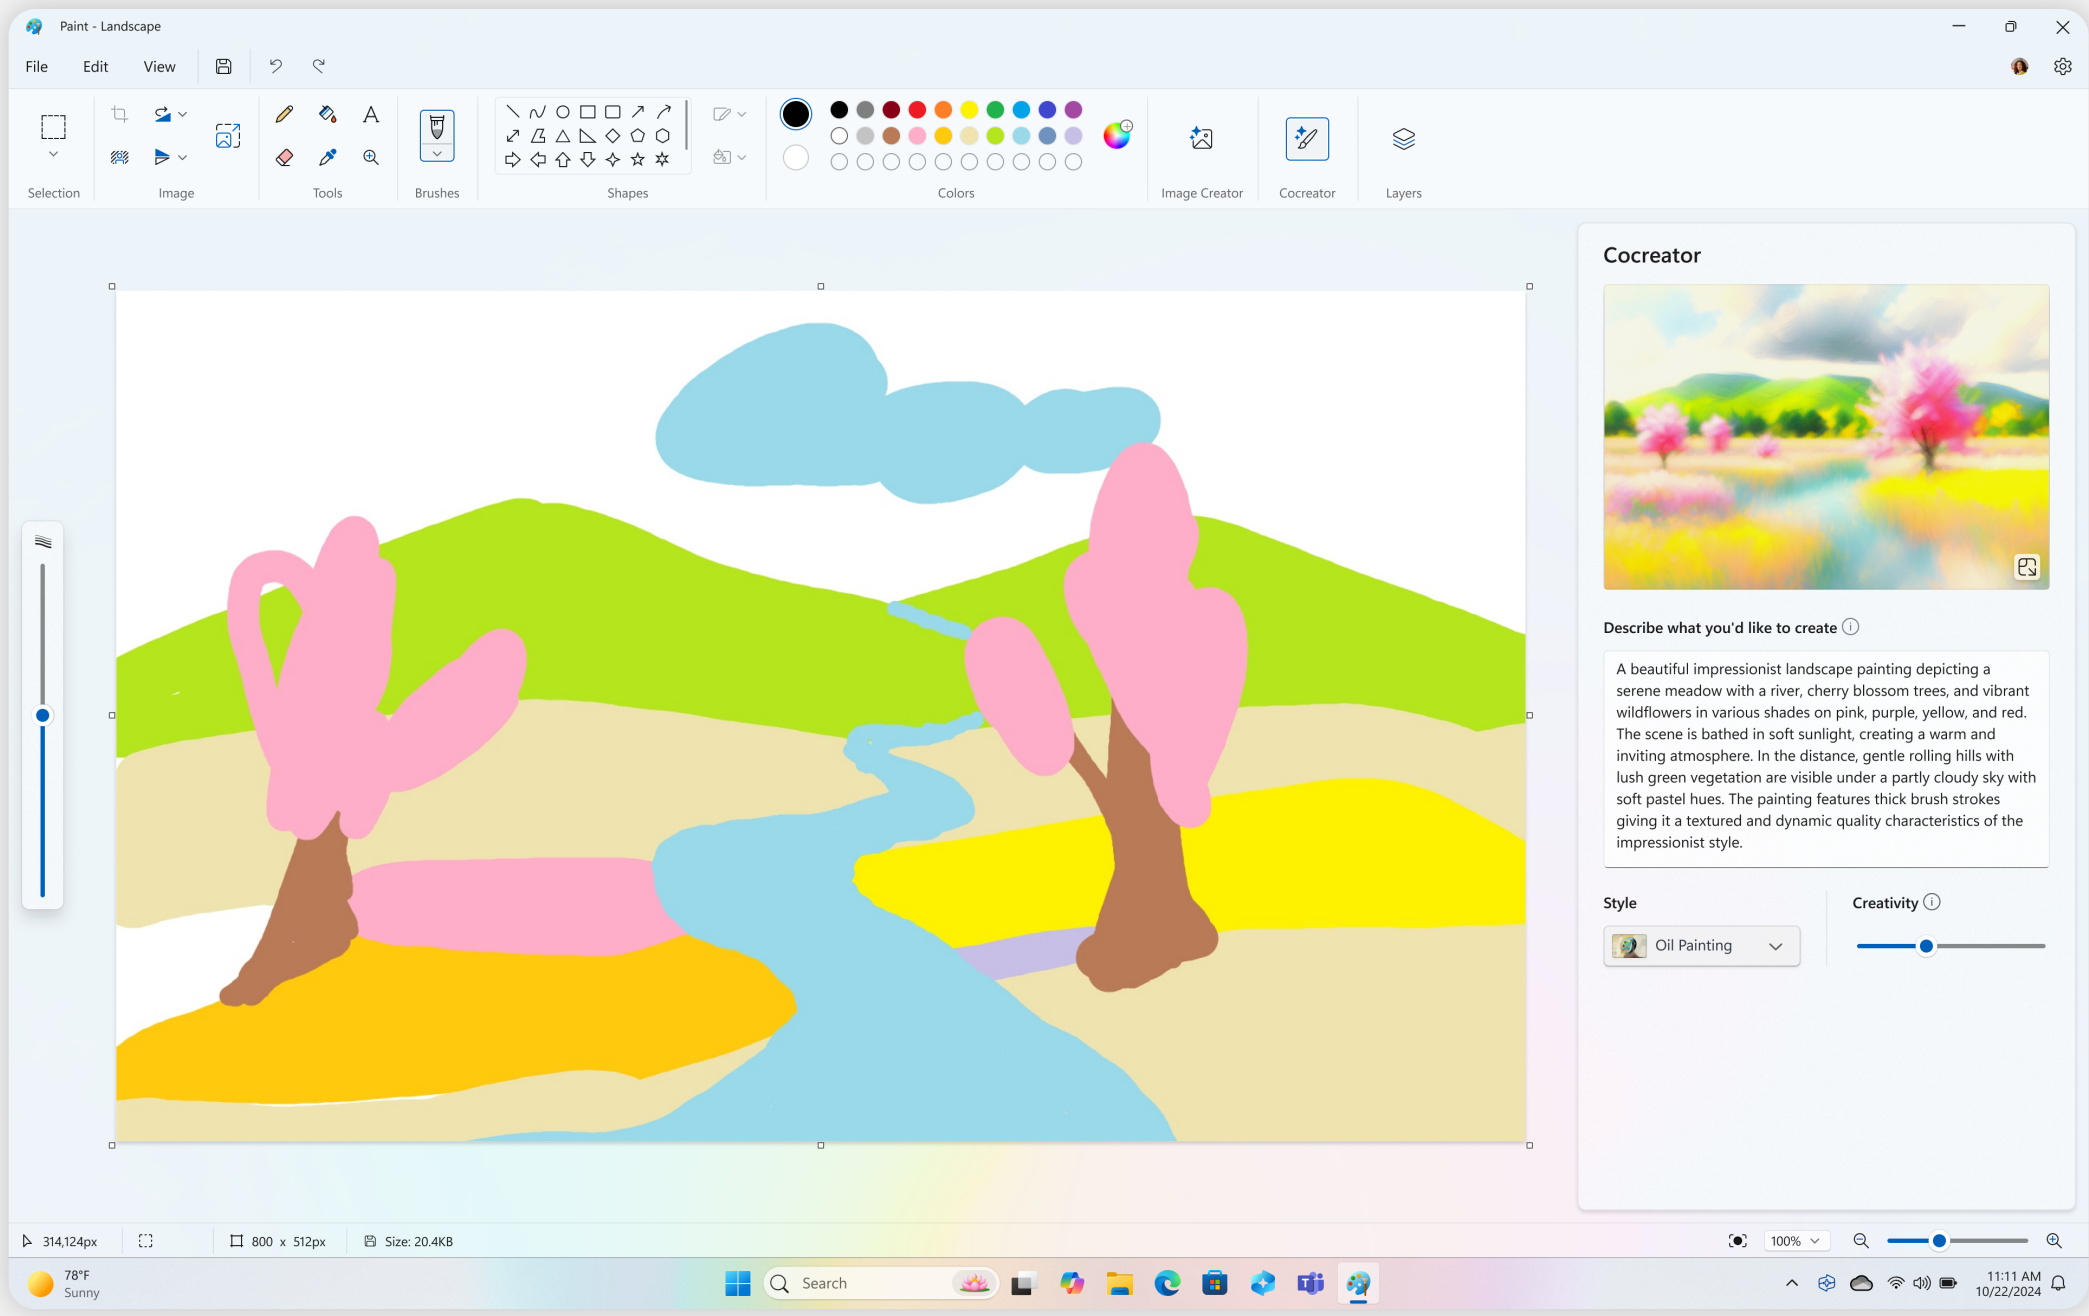 Paint - Landscape
File Edit View
A
Selection Image Tools Brushes Shapes Colors Image Creator Cocreator Layers
Cocreator
Describe what you'd like to create
A beautiful impressionist landscape painting depicting a
serene meadow with a river, cherry blossom trees, and vibrant
wildflowers in various shades on pink, purple, yellow, and red.
The scene is bathed in soft sunlight, creating a warm and
inviting atmosphere. In the distance, gentle rolling hills with
lush green vegetation are visible under a partly cloudy sky with
soft pastel hues. The painting features thick brush strokes
giving it a textured and dynamic quality characteristics of the
impressionist style.
Style Creativity
Oil Painting
314,124px 800 x 512px Size: 20.4KB 100%
78°F
Sunny
Search
11:11 AM
10/22/2024